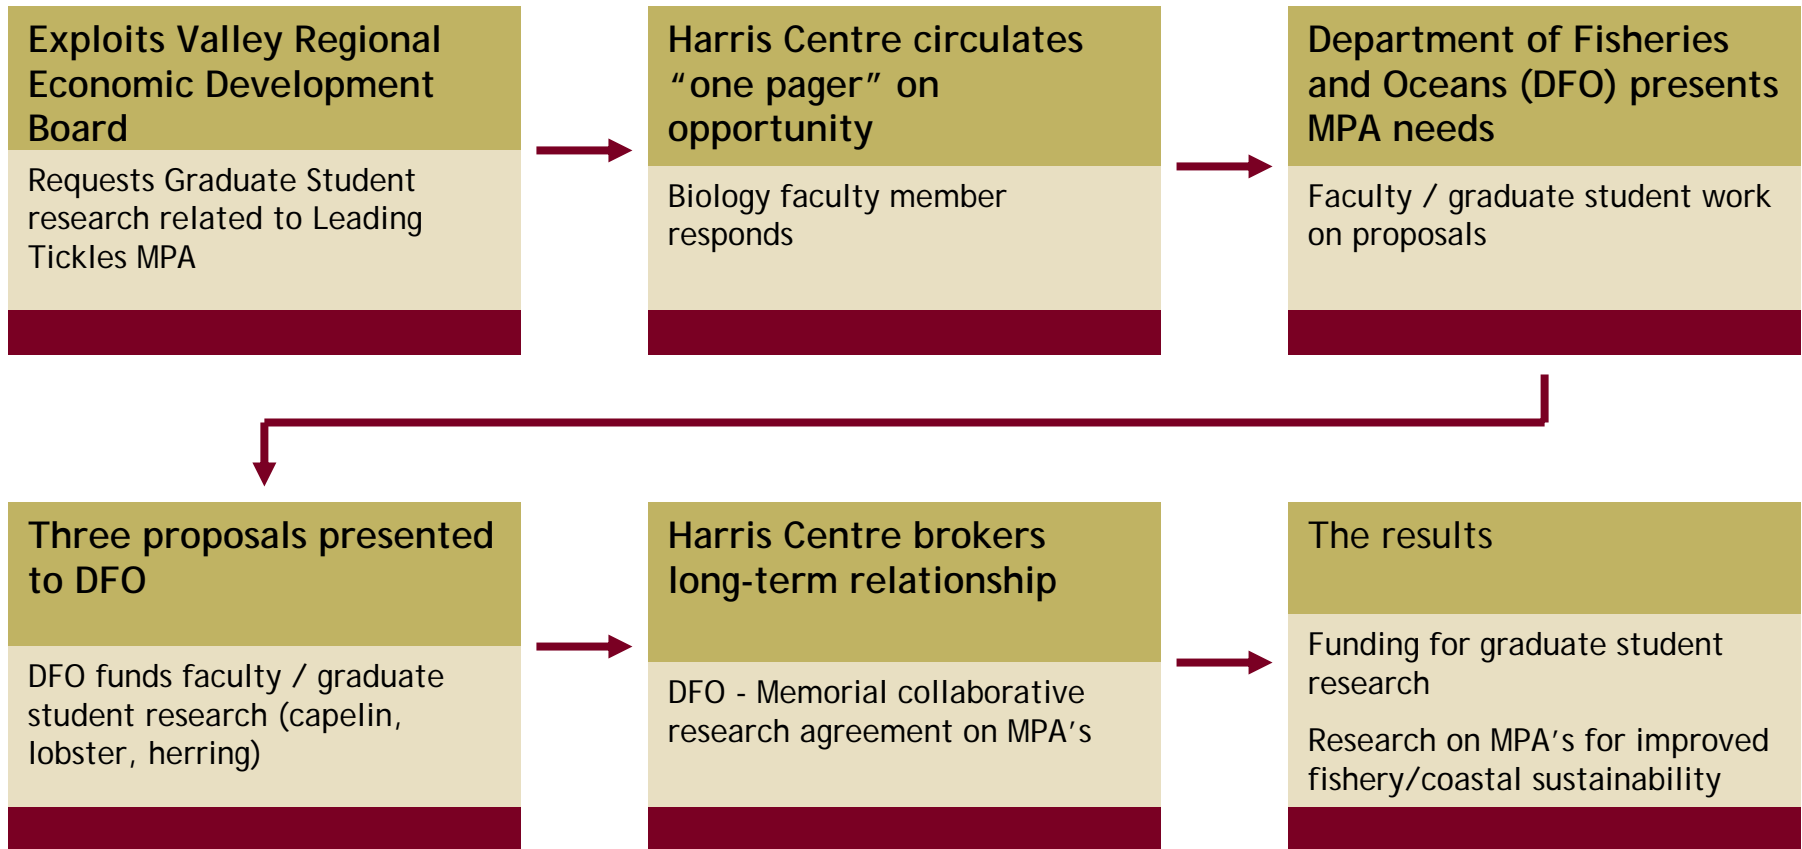 Exploits Valley Regional
Economic Development
Board
Requests Graduate Student
research related to Leading
Tickles MPA
Harris Centre circulates
“one pager” on
opportunity
Biology faculty member
responds
Department of Fisheries
and Oceans (DFO) presents
MPA needs
Faculty / graduate student work
on proposals
Three proposals presented
to DFO
DFO funds faculty / graduate
student research (capelin,
lobster, herring)
Harris Centre brokers
long-term relationship
DFO - Memorial collaborative
research agreement on MPA’s
The results
Funding for graduate student
research
Research on MPA’s for improved
fishery/coastal sustainability